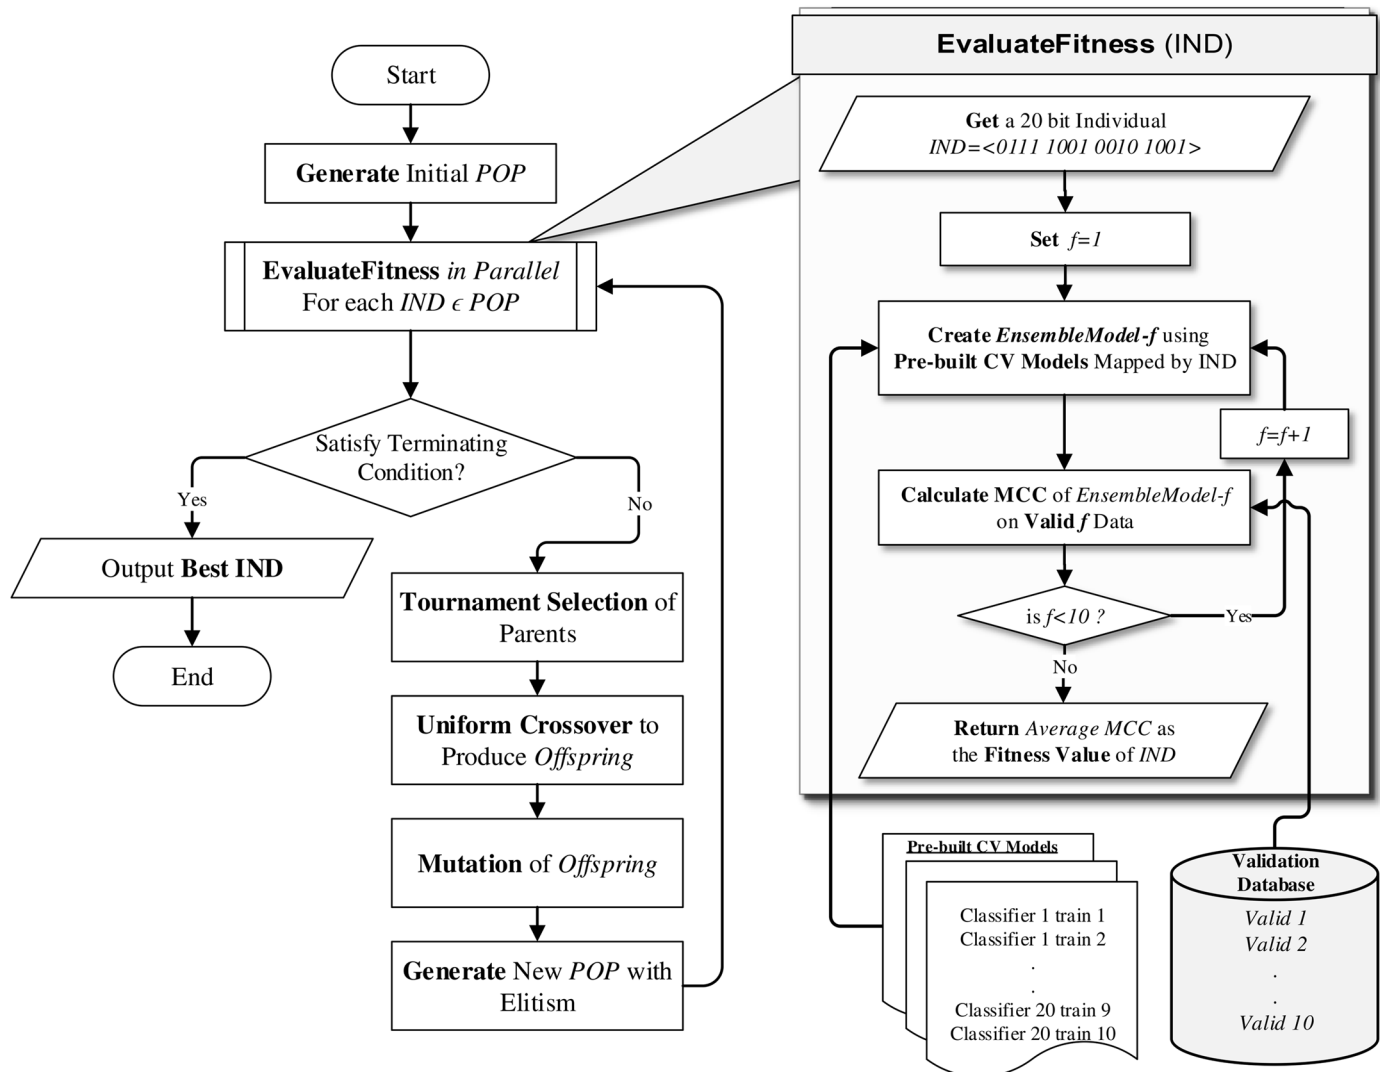 Start
Generate Initial POP
EvaluateFitness in Parallel
For each IND ϵ POP
Satisfy Terminating
Condition?
Yes
No
Output Best IND
End
Tournament Selection of
Parents
Uniform Crossover to
Produce Offspring
Mutation of Offspring
Generate New POP with
Elitism
EvaluateFitness (IND)
Get a 20 bit Individual
IND=<0111 1001 0010 1001>
Set f=1
Create EnsembleModel-f using
Pre-built CV Models Mapped by IND
f=f+1
Calculate MCC of EnsembleModel-f
on Valid f Data
is f<10 ?
Yes
No
Return Average MCC as
the Fitness Value of IND
Pre-built CV Models
Classifier 1 train 1
Classifier 1 train 2
.
.
Classifier 20 train 9
Classifier 20 train 10
Validation
Database
Valid 1
Valid 2
.
.
Valid 10